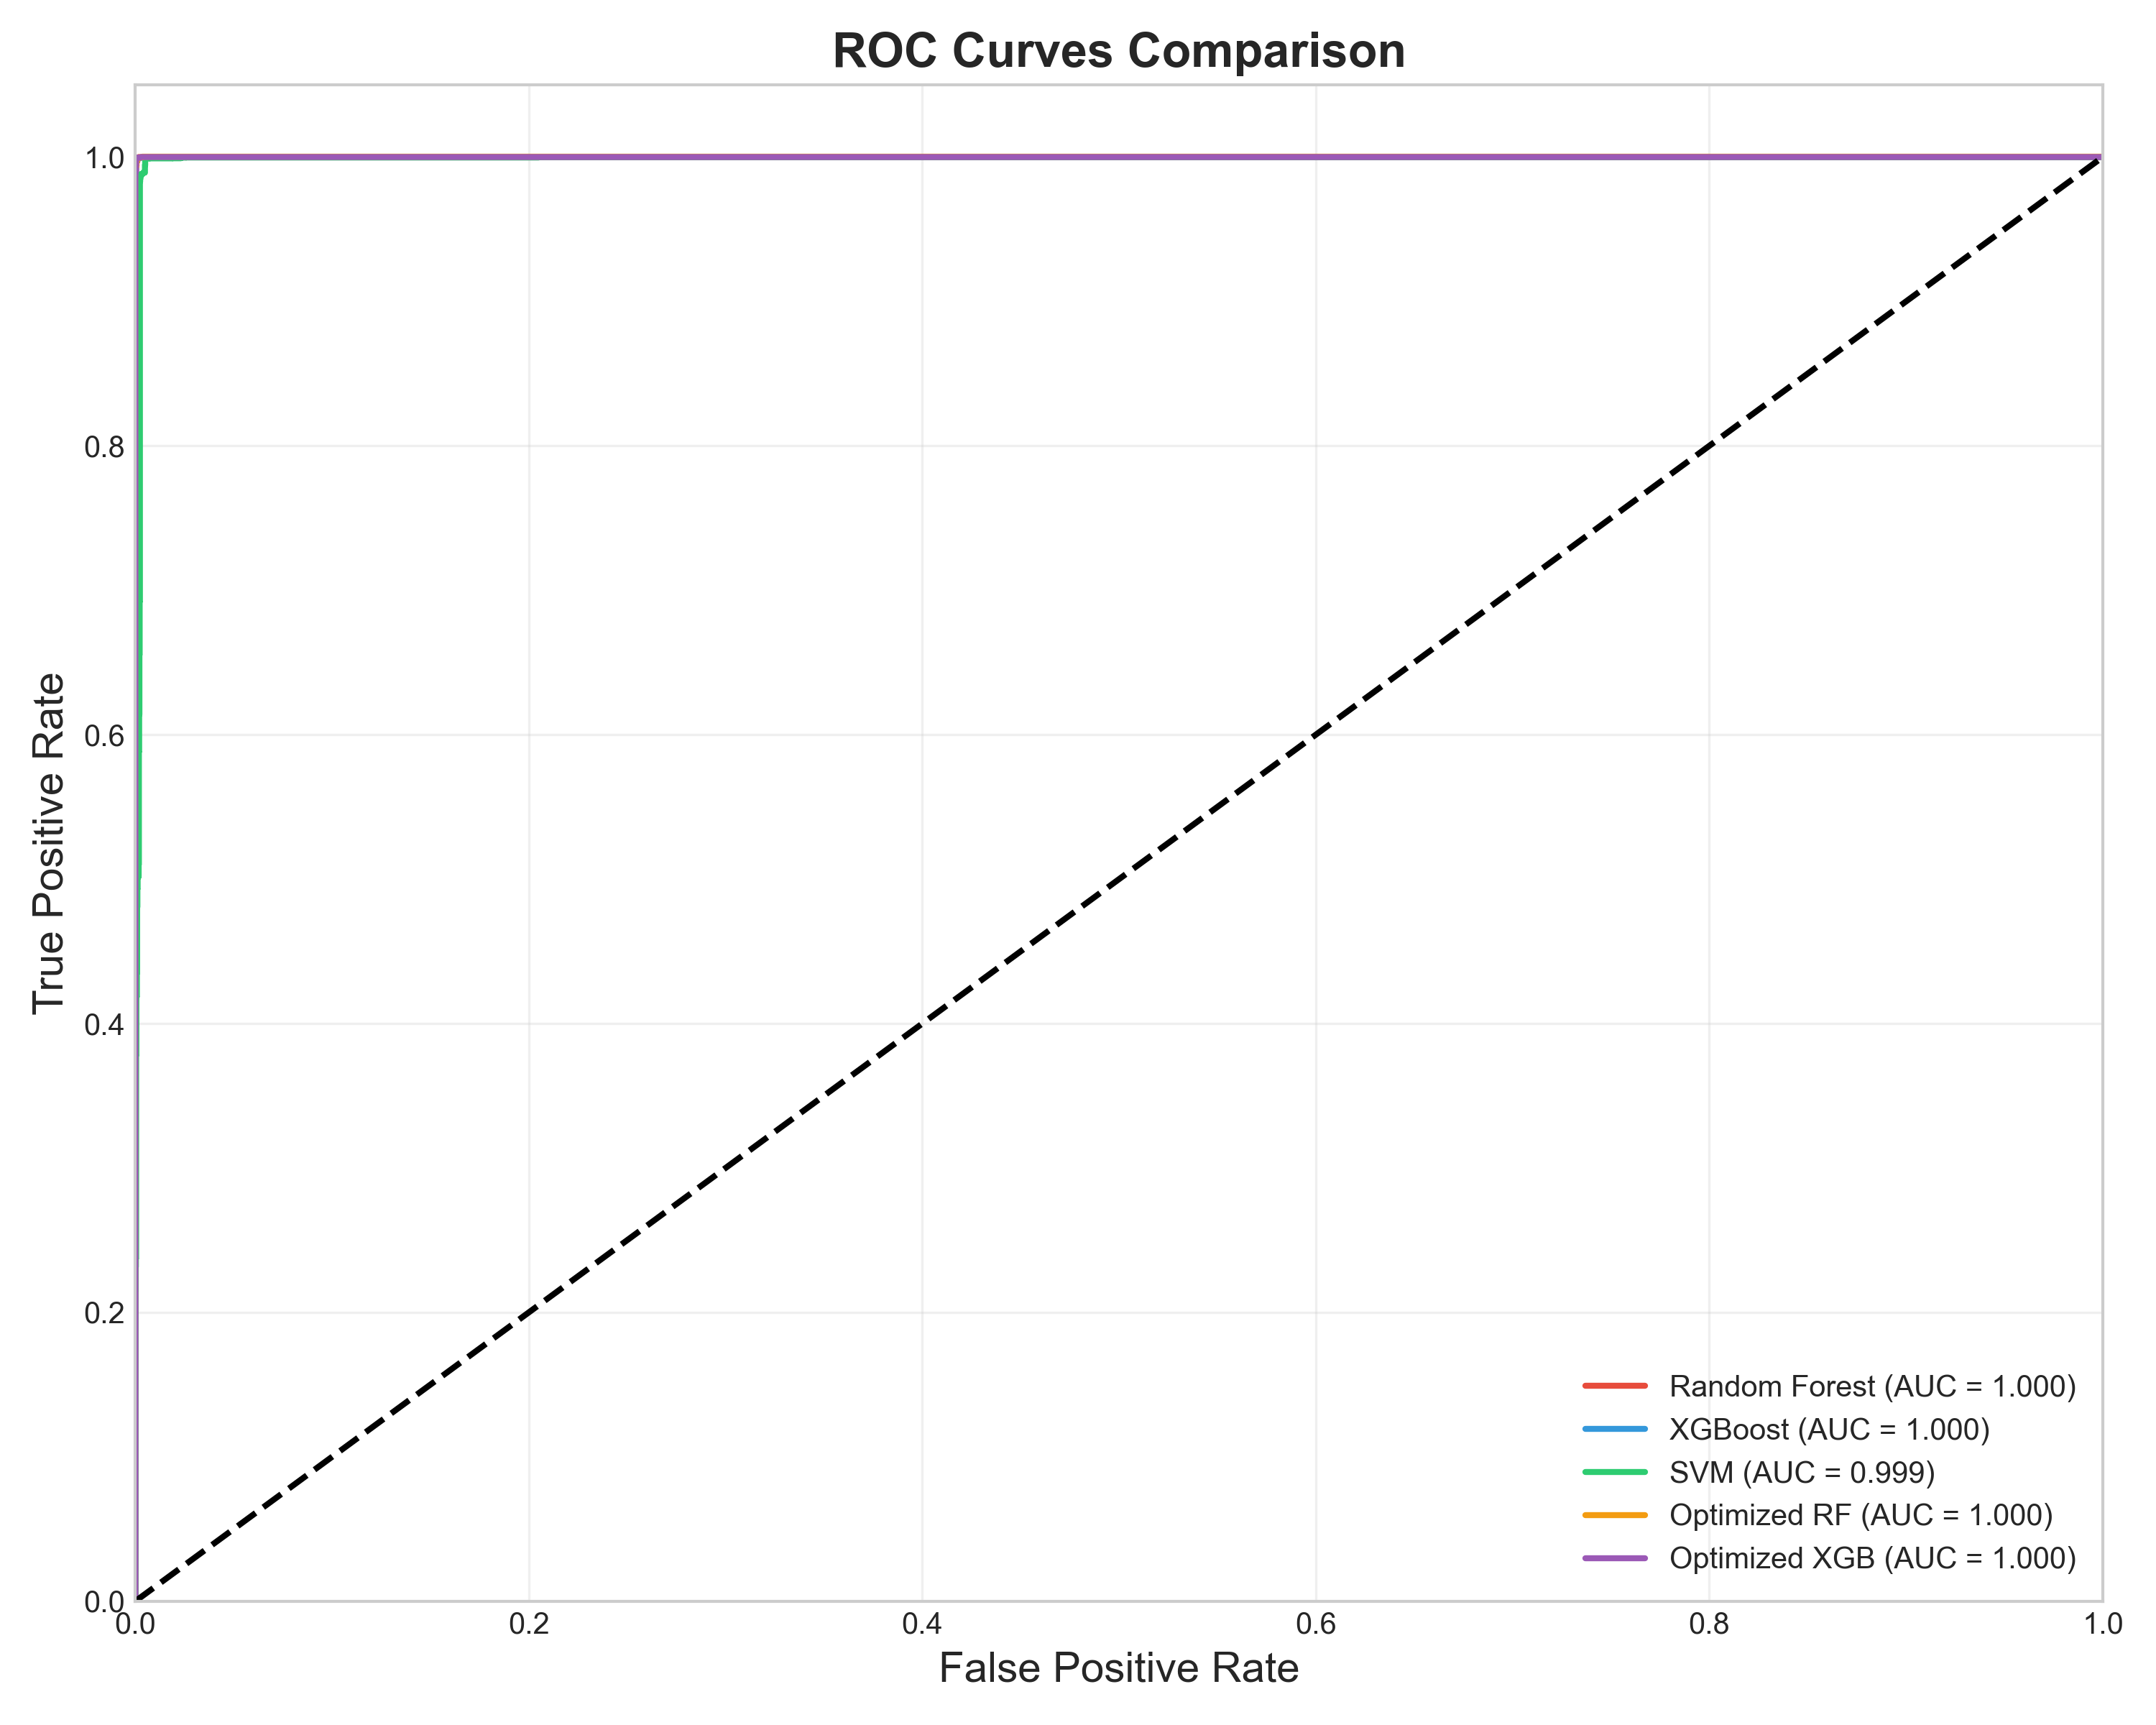 ROC Curves Comparison
True Positive Rate
1.0
0.8
0.6
0.4
0.2
0.0
0.0
0.2
0.4
0.6
0.8
1.0
False Positive Rate
Random Forest (AUC = 1.000)
XGBoost (AUC = 1.000)
SVM (AUC = 0.999)
Optimized RF (AUC = 1.000)
Optimized XGB (AUC = 1.000)